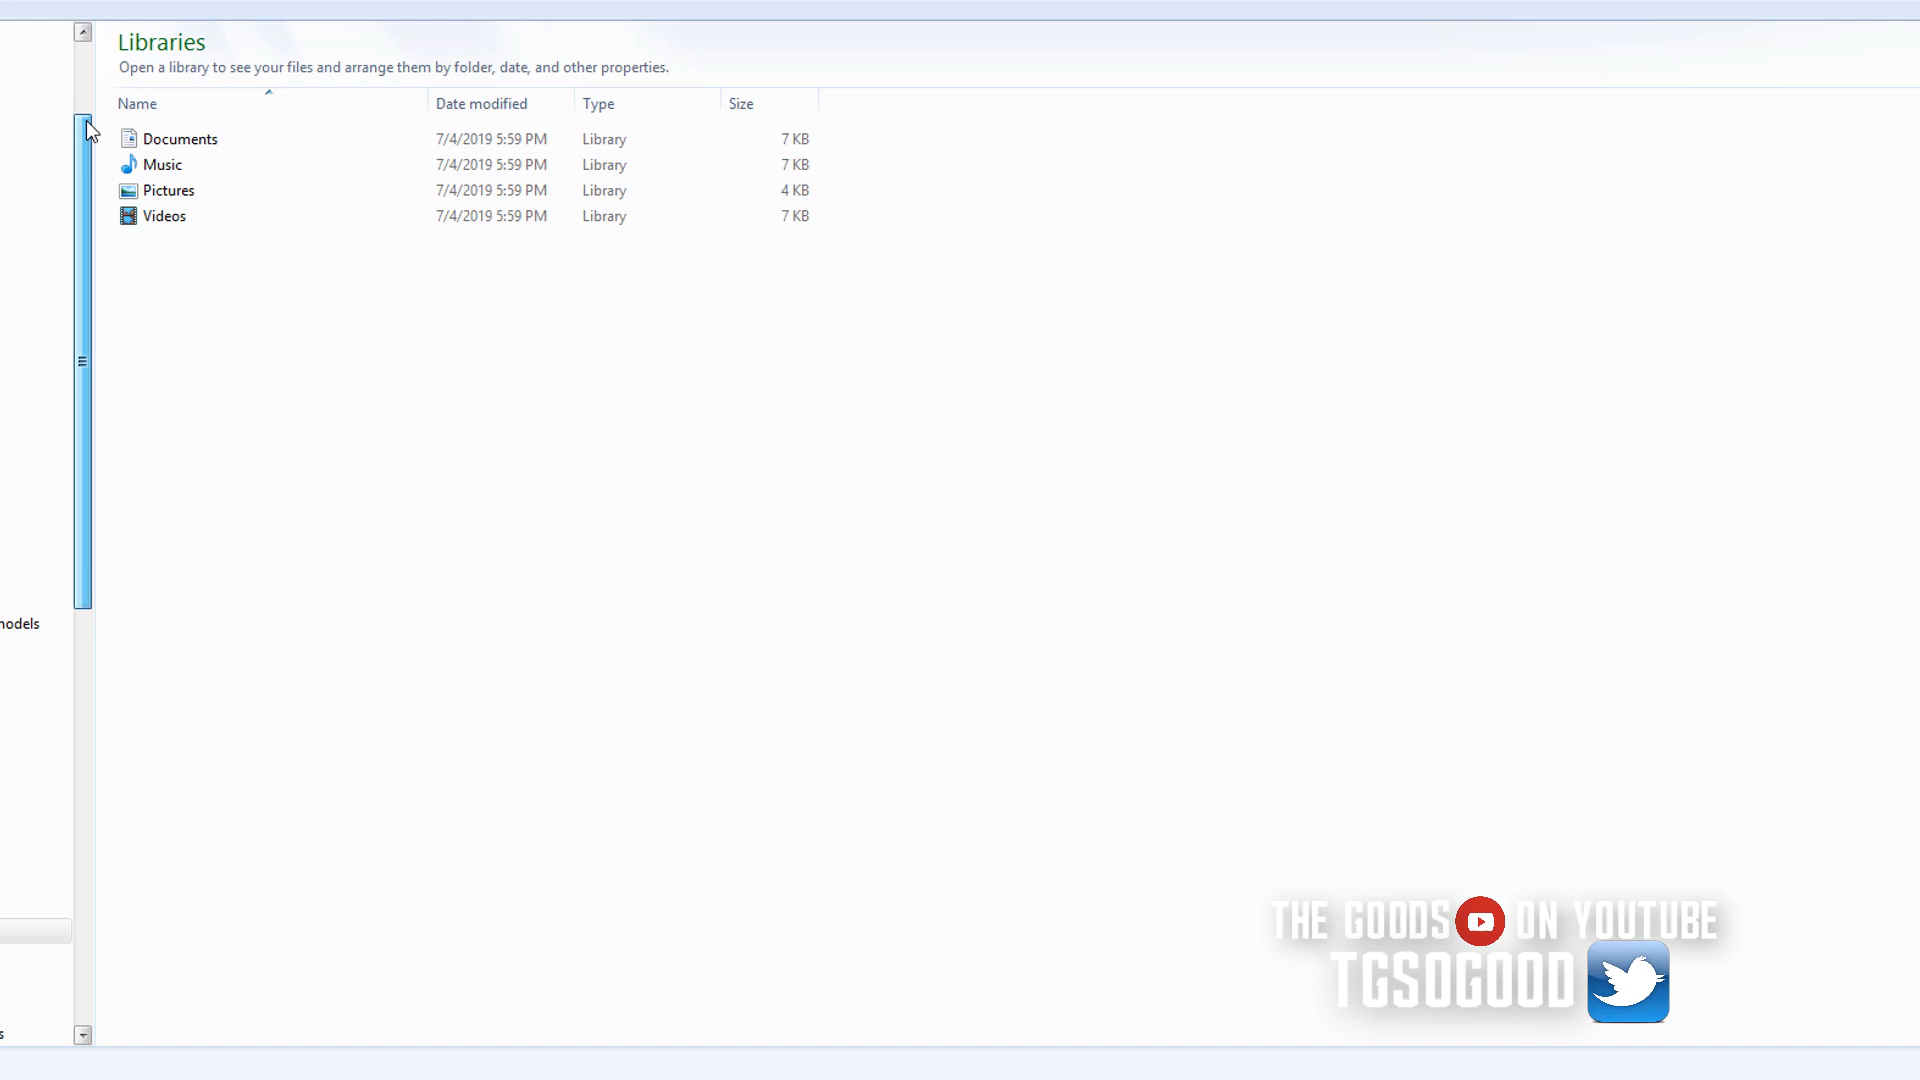 Libraries
Open a library to see your files and arrange them by folder, date, and other properties.
Name Date modified Type Size
Documents 7/4/2019 5:59 PM Library 7 KB
Music 7/4/2019 5:59 PM Library 7 KB
Pictures 7/4/2019 5:59 PM Library 4 KB
Videos 7/4/2019 5:59 PM Library 7 KB
THE GOODS ON YOUTUBE
TGSOGOOD